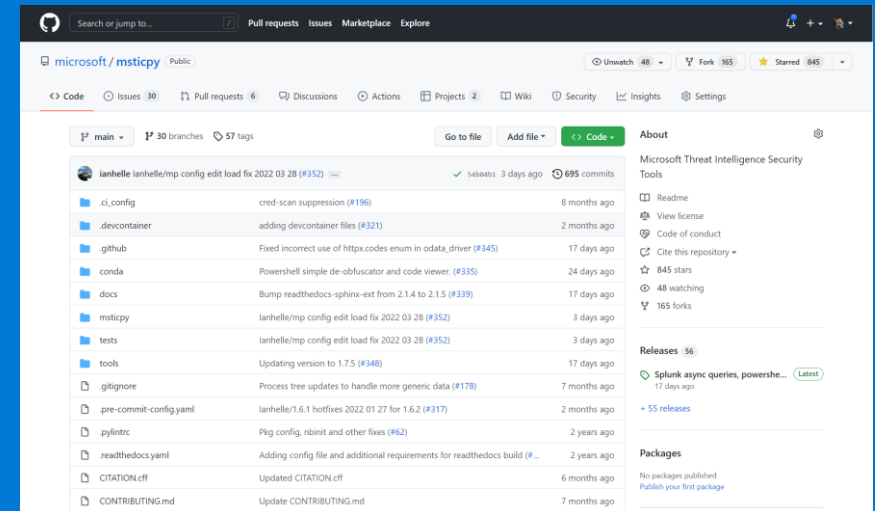 Search or jump to... /
Pull requests Issues Marketplace Explore
microsoft / msticpy Public
Unwatch 48 Fork 165 Starred 845
Code Issues 30 Pull requests 6 Discussions Actions Projects 2 Wiki Security Insights Settings
main 30 branches 57 tags Go to file Add file Code
ianhelle Ianhelle/mp config edit load fix 2022 03 28 (#352) ... 54b04b1 3 days ago 695 commits
.ci_config cred-scan suppression (#196) 8 months ago
.devcontainer adding devcontainer files (#321) 2 months ago
.github Fixed incorrect use of httpx.codes enum in odata_driver (#345) 17 days ago
conda Powershell simple de-obfuscator and code viewer. (#335) 24 days ago
docs Bump readthedocs-sphinx-ext from 2.1.4 to 2.1.5 (#339) 17 days ago
msticpy Ianhelle/mp config edit load fix 2022 03 28 (#352) 3 days ago
tests Ianhelle/mp config edit load fix 2022 03 28 (#352) 3 days ago
tools Updating version to 1.7.5 (#348) 17 days ago
.gitignore Process tree updates to handle more generic data (#178) 7 months ago
.pre-commit-config.yaml Ianhelle/1.6.1 hotfixes 2022 01 27 for 1.6.2 (#317) 2 months ago
.pylintrc Pkg config, nbinit and other fixes (#62) 2 years ago
.readthedocs.yaml Adding config file and additional requirements for readthedocs build (#... 2 years ago
CITATION.cff Updated CITATION.cff 6 months ago
CONTRIBUTING.md Update CONTRIBUTING.md 7 months ago
About
Microsoft Threat Intelligence Security
Tools
Readme
View license
Code of conduct
Cite this repository
845 stars
48 watching
165 forks
Releases 56
Splunk async queries, powershe... Latest
17 days ago
+ 55 releases
Packages
No packages published
Publish your first package